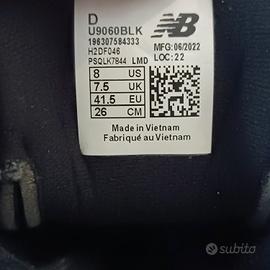 D
U9060BLK
196307584333
H2DF046
PSQLK7844 LMD
8 US
7.5 UK
41.5 EU
26 CM
NB
MFG:06/2022
LOC:22
Made in Vietnam
Fabriqué au Vietnam
subito